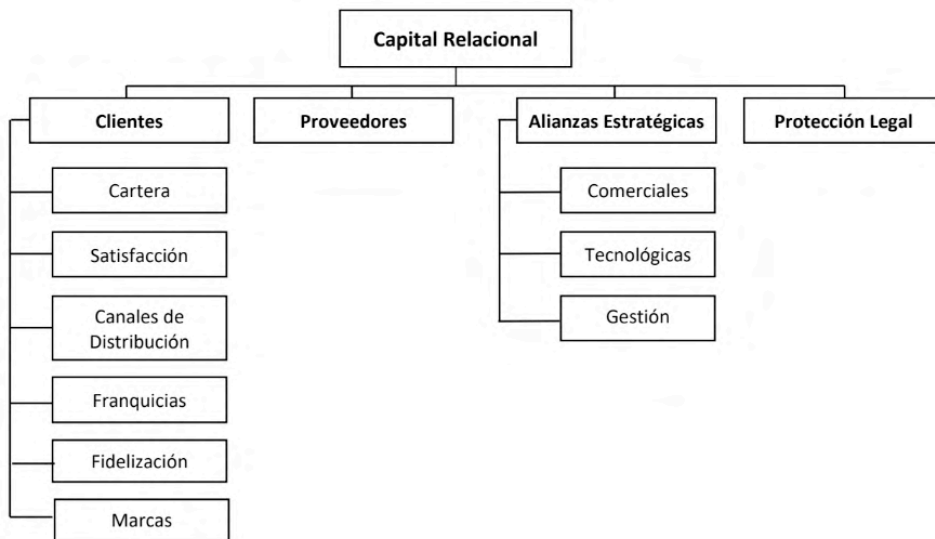 Capital Relacional
Clientes
Proveedores
Alianzas Estratégicas
Protección Legal
Cartera
Satisfacción
Canales de
Distribución
Franquicias
Fidelización
Marcas
Comerciales
Tecnológicas
Gestión